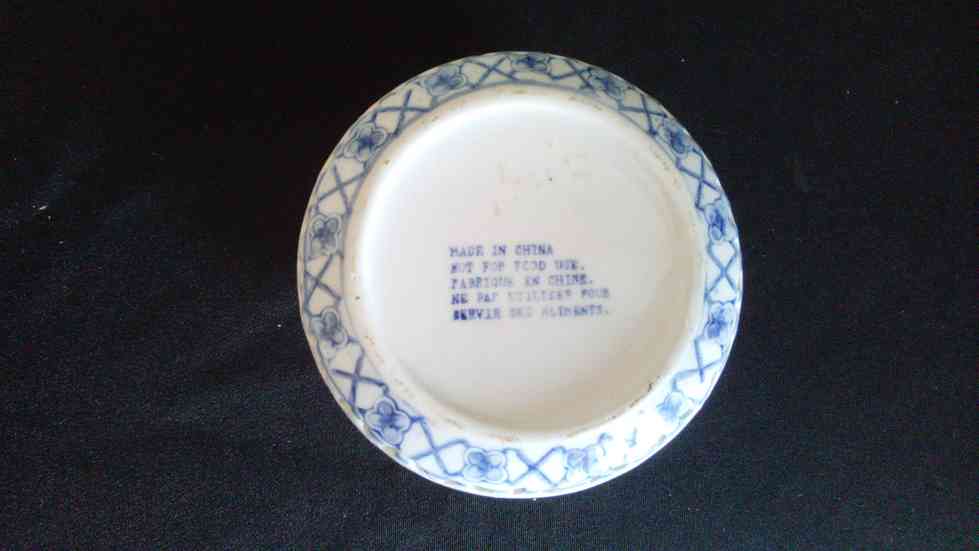 MADE IN CHINA
NOT FOR FOOD USE.
FABRIQUE EN CHINE.
NE PAS UTILISER POUR
SERVIR DES ALIMENTS.